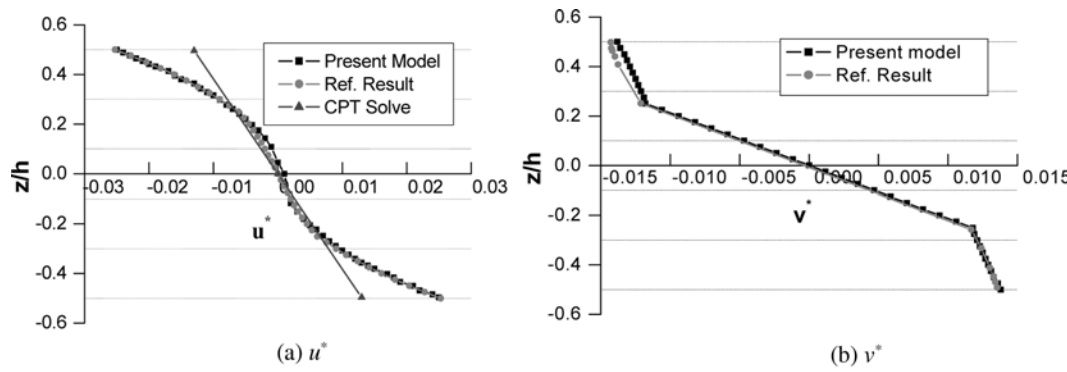 0.6
0.4
0.2
0.0
-0.2
-0.4
-0.6
z/h
-0.03 -0.02 -0.01 0.00 0.01 0.02 0.03
u*
Present Model
Ref. Result
CPT Solve
(a) u*
0.6
0.4
0.2
0.0
-0.2
-0.4
-0.6
z/h
-0.015 -0.010 -0.005 0.000 0.005 0.010 0.015
v*
Present model
Ref. Result
(b) v*